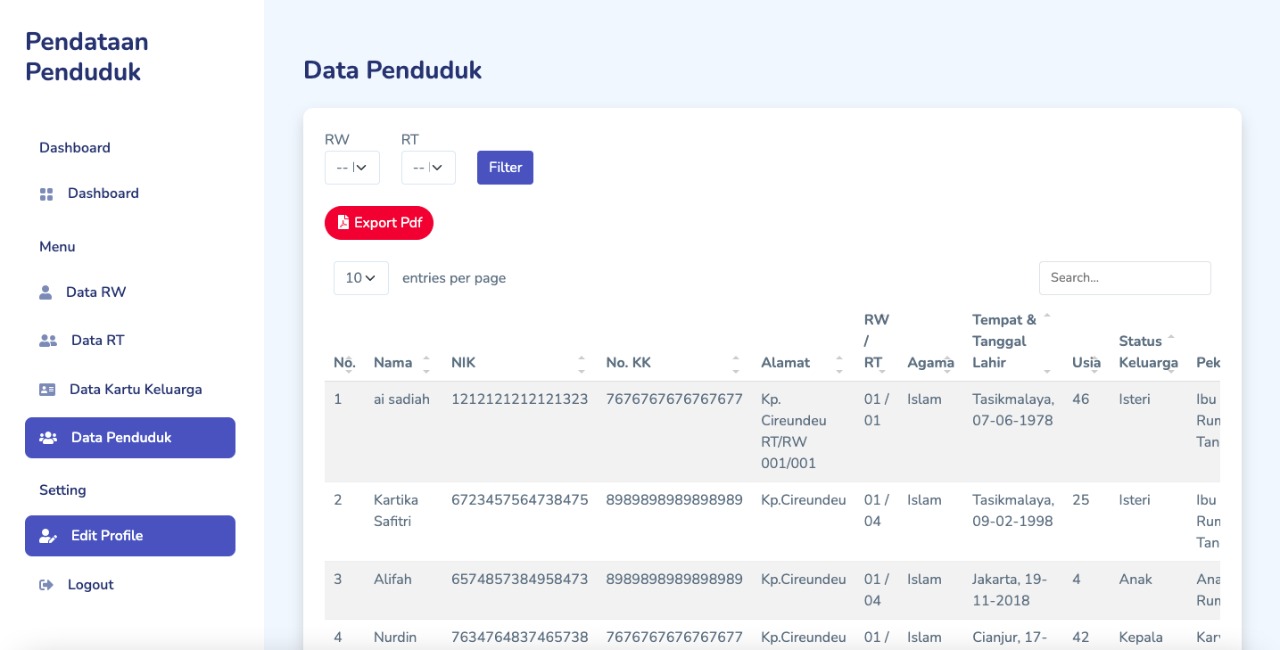 Pendataan
Penduduk
Dashboard
Dashboard
Menu
Data RW
Data RT
Data Kartu Keluarga
Data Penduduk
Setting
Edit Profile
Logout
Data Penduduk
RW RT
-- --
Filter
Export Pdf
10 entries per page
Search...
No. Nama NIK No. KK Alamat RW / RT Agama Tempat & Tanggal Lahir Usia Status Keluarga Pek
1 ai sadiah 1212121212121323 7676767676767677 Kp. Cireundeu RT/RW 001/001 01 / 01 Islam Tasikmalaya, 07-06-1978 46 Isteri Ibu Rum Tan
2 Kartika Safitri 6723457564738475 8989898989898989 Kp.Cireundeu 01 / 04 Islam Tasikmalaya, 09-02-1998 25 Isteri Ibu Rum Tan
3 Alifah 6574857384958473 8989898989898989 Kp.Cireundeu 01 / 04 Islam Jakarta, 19-11-2018 4 Anak Ana Rum
4 Nurdin 7634764837465738 7676767676767677 Kp.Cireundeu 01 / Islam Cianjur, 17- 42 Kepala Kar